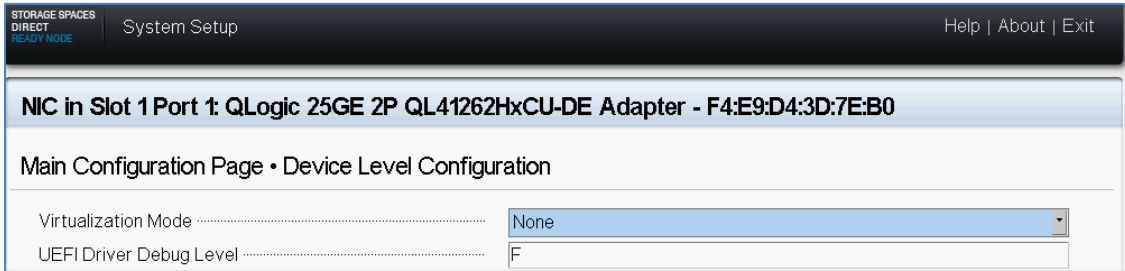 STORAGE SPACES
DIRECT
READY NODE
System Setup
Help | About | Exit
NIC in Slot 1 Port 1: QLogic 25GE 2P QL41262HxCU-DE Adapter - F4:E9:D4:3D:7E:B0
Main Configuration Page • Device Level Configuration
Virtualization Mode None
UEFI Driver Debug Level F